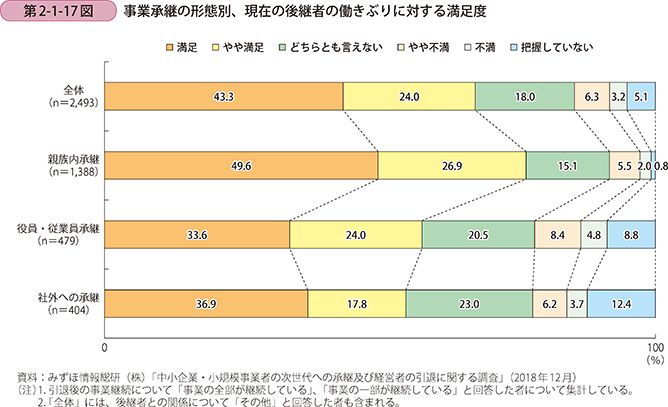 第2-1-17図 事業承継の形態別、現在の後継者の働きぶりに対する満足度
満足 やや満足 どちらとも言えない やや不満 不満 把握していない
全体
(n=2,493)
43.3 24.0 18.0 6.3 3.2 5.1
親族内承継
(n=1,388)
49.6 26.9 15.1 5.5 2.0 0.8
役員・従業員承継
(n=479)
33.6 24.0 20.5 8.4 4.8 8.8
社外への承継
(n=404)
36.9 17.8 23.0 6.2 3.7 12.4
0 100
(%)
資料:みずほ情報総研(株)「中小企業・小規模事業者の次世代への承継及び経営者の引退に関する調査」(2018年12月)
(注)1.引退後の事業継続について「事業の全部が継続している」、「事業の一部が継続している」と回答した者について集計している。
2.「全体」には、後継者との関係について「その他」と回答した者も含まれる。